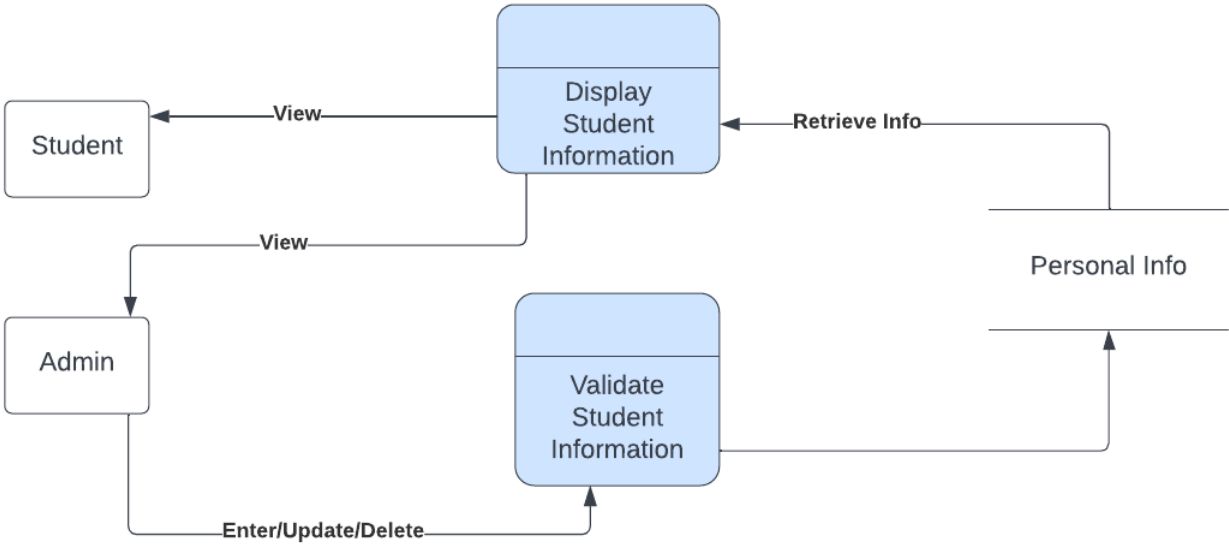 Display
Student
Information
View
Retrieve Info
Student
View
Personal Info
Admin
Validate
Student
Information
Enter/Update/Delete